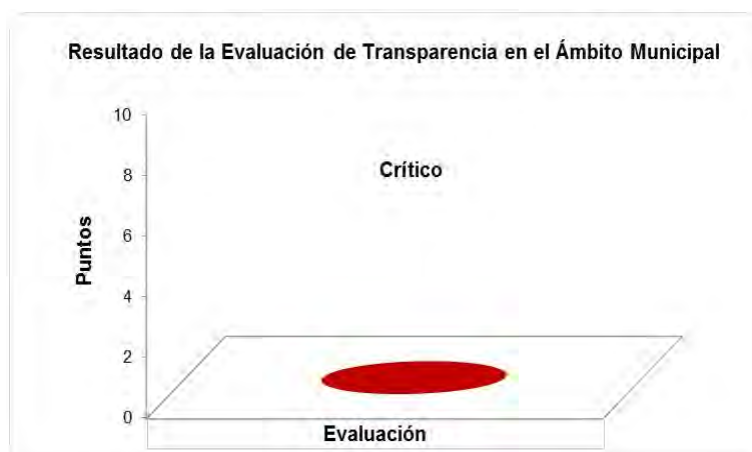 Resultado de la Evaluación de Transparencia en el Ámbito Municipal
10
Crítico
8
6
Puntos
4
2
0
Evaluación